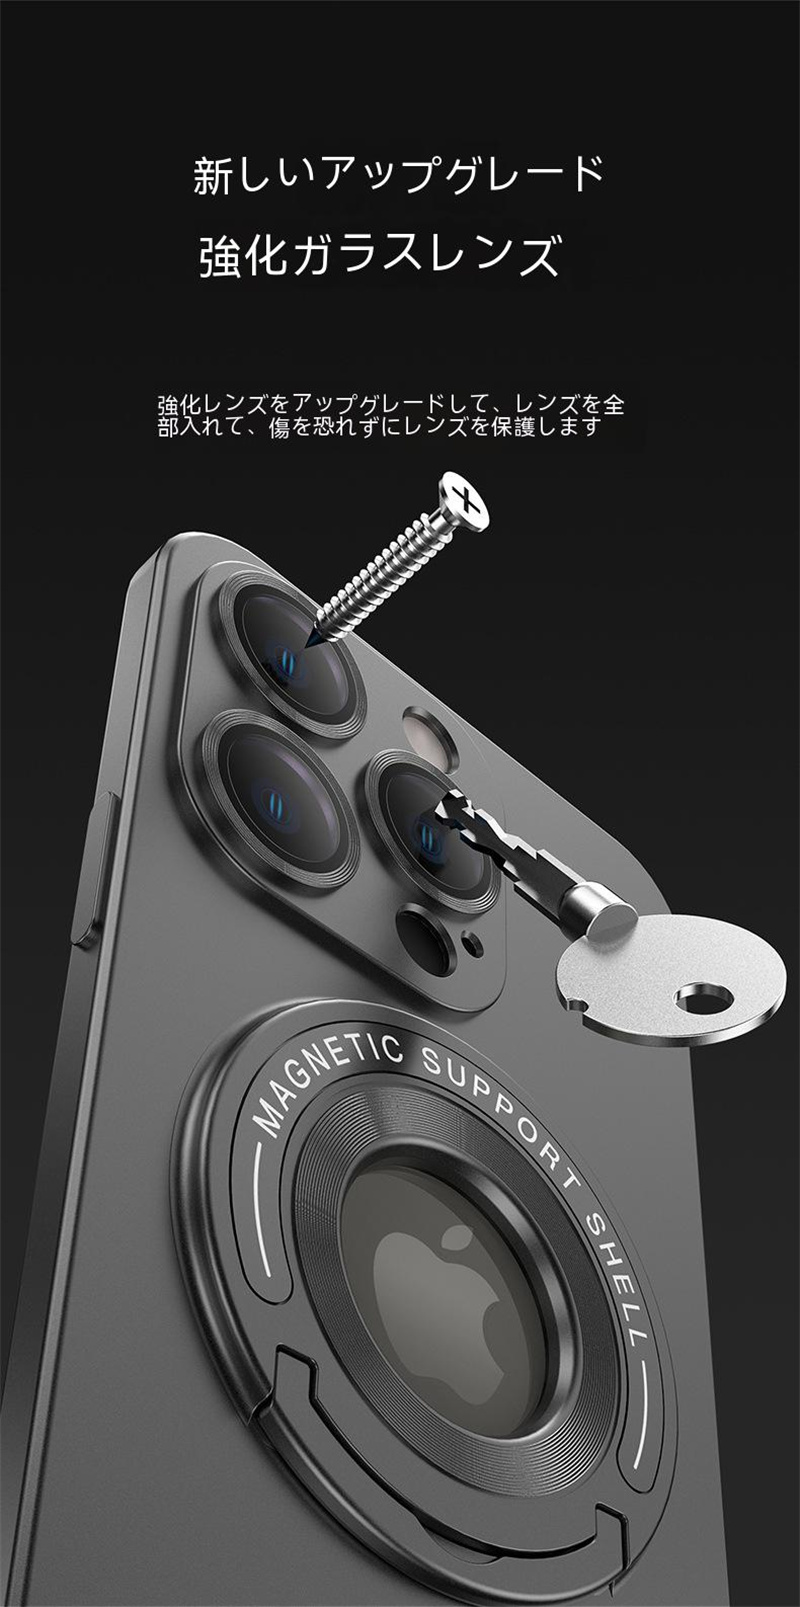 新しいアップグレード
強化ガラスレンズ
強化レンズをアップグレードして、レンズを全
部入れて、傷を恐れずにレンズを保護します
MAGNETIC SUPPORT SHELL